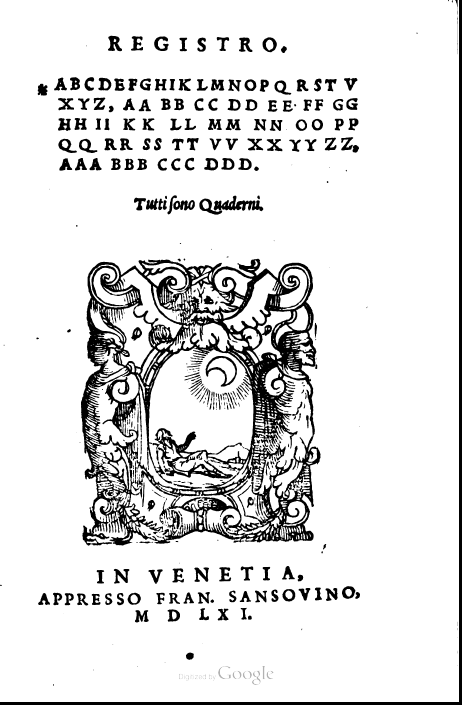 REGISTRO.
* ABCDEFGHIKLMNOPQRSTV
XYZ, AA BB CC DD EE FF GG
HH II KK LL MM NN OO PP
QQ RR SS TT VV XX YY ZZ,
AAA BBB CCC DDD.
Tutti ſono Quaderni.
IN VENETIA,
APPRESSO FRAN. SANSOVINO,
M D LXI.
Digitized by Google